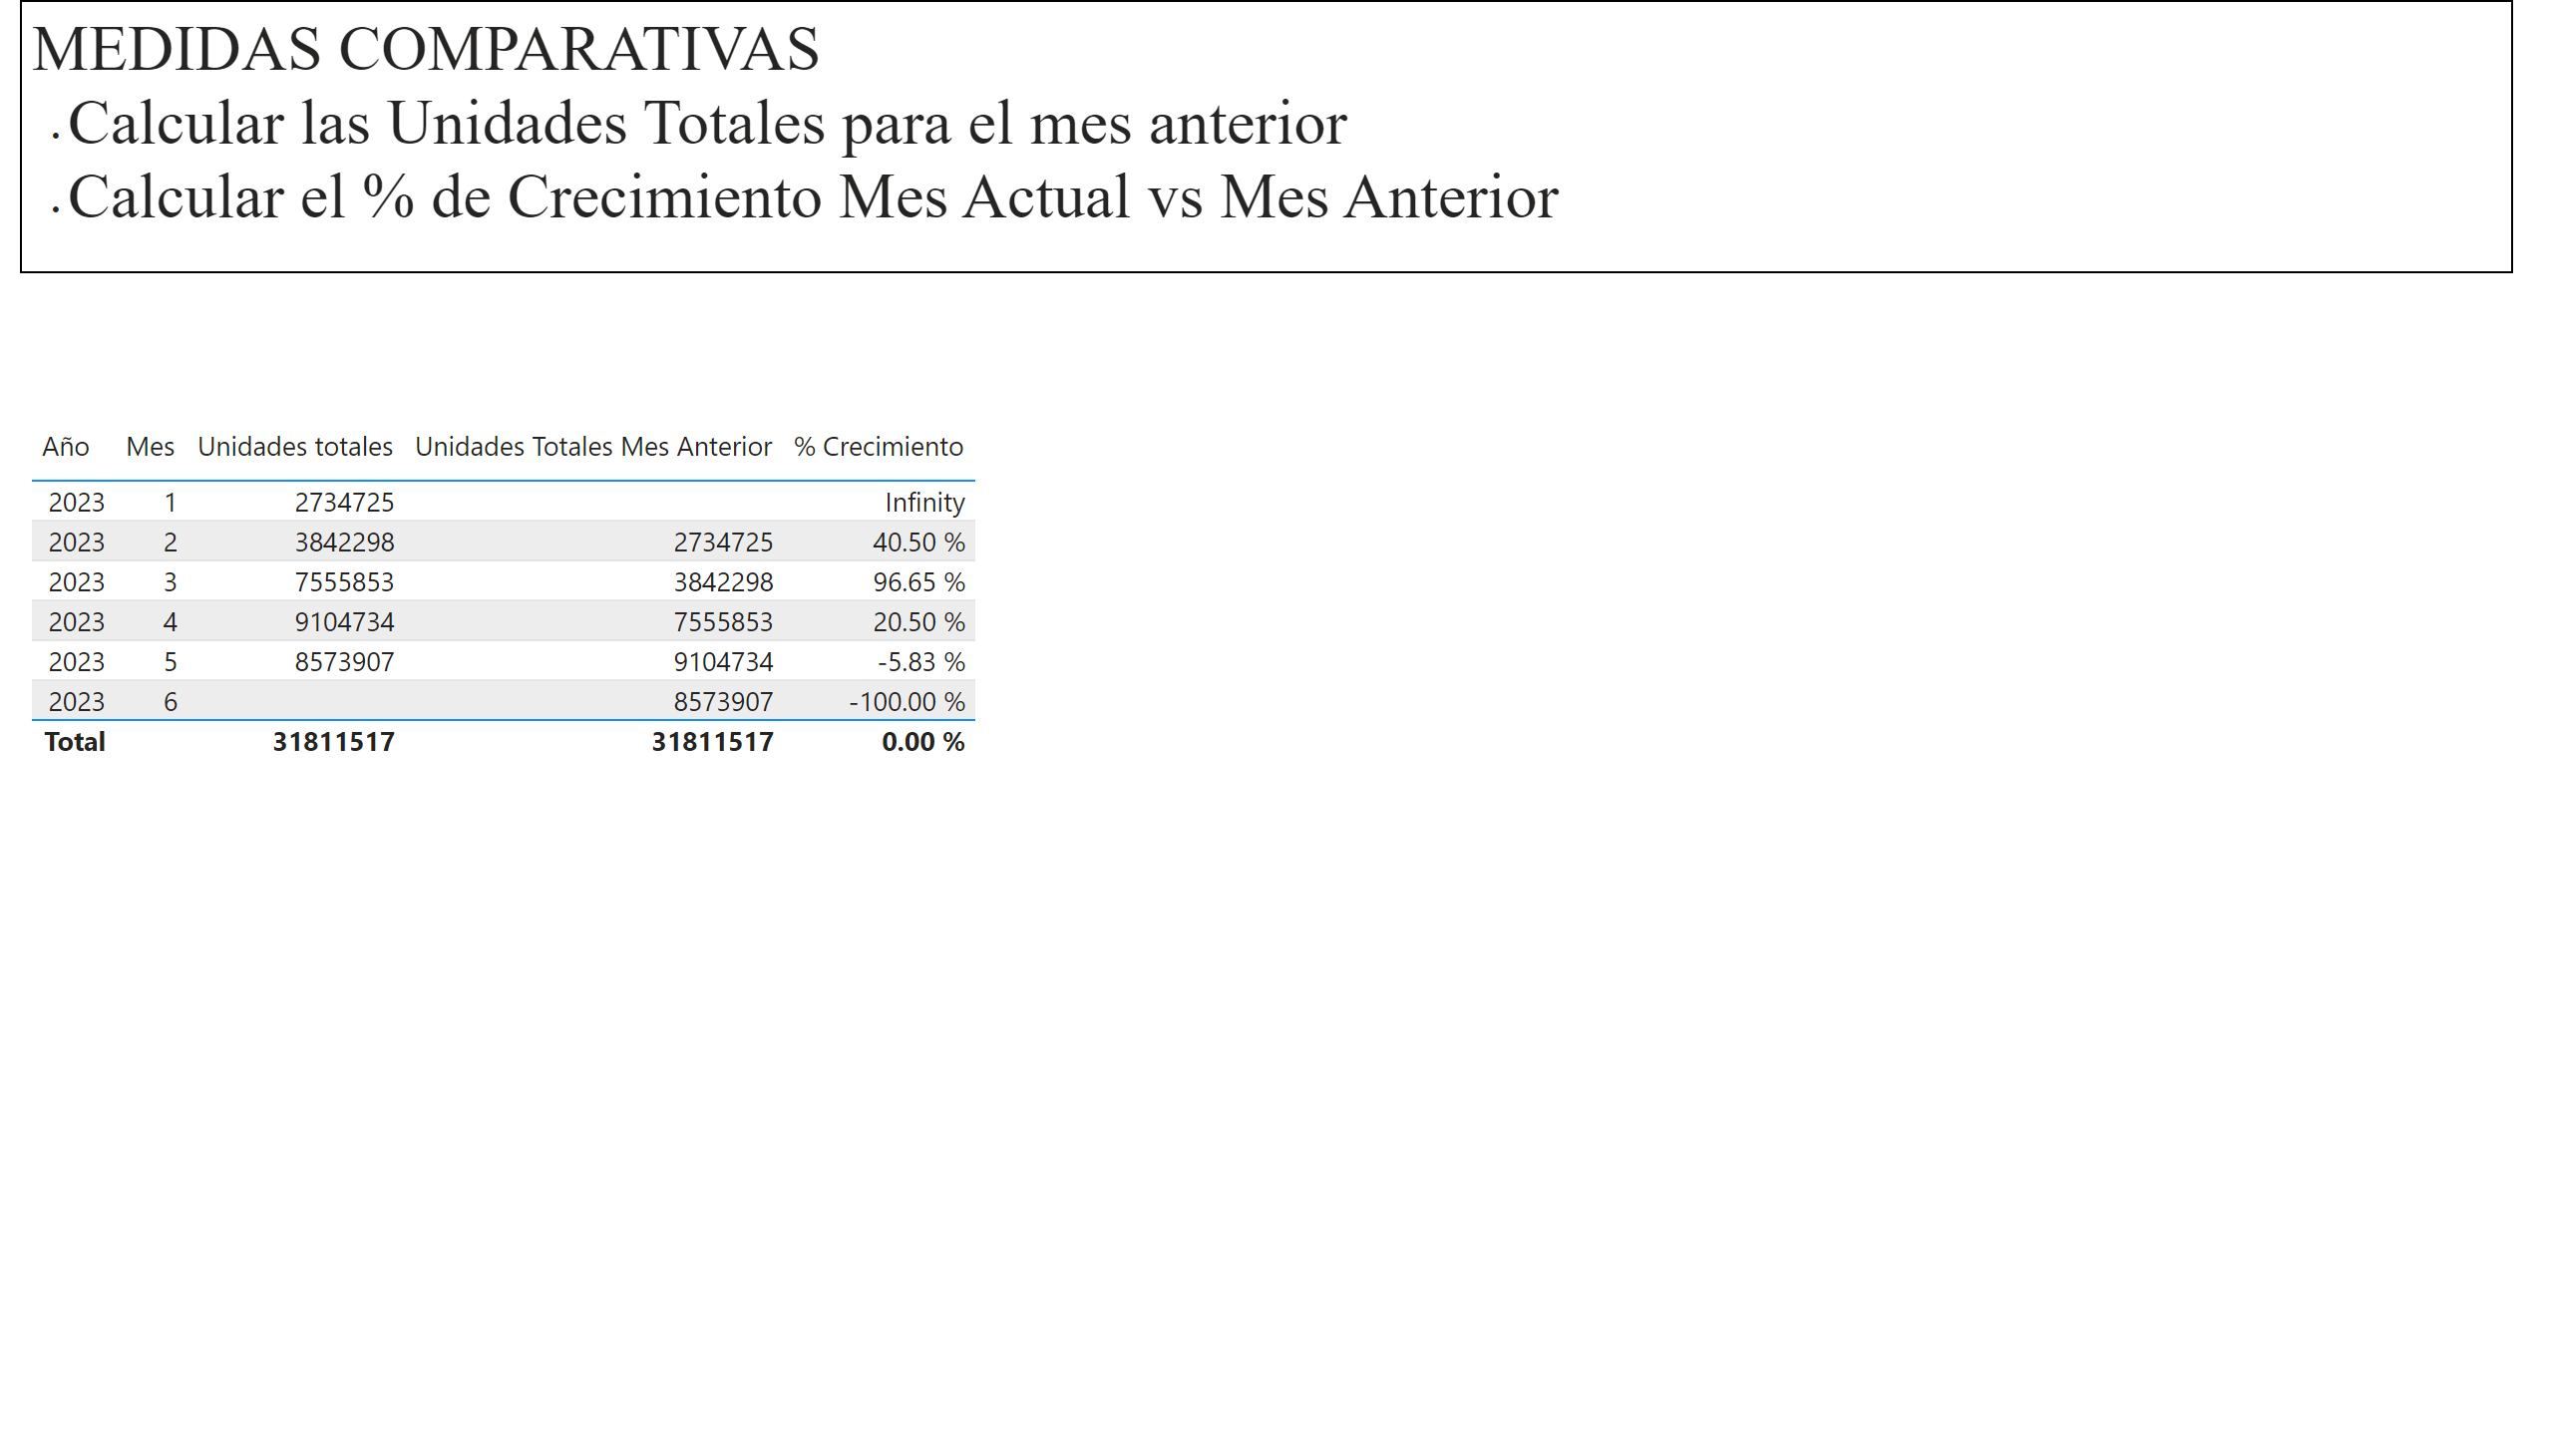 MEDIDAS COMPARATIVAS
. Calcular las Unidades Totales para el mes anterior
. Calcular el % de Crecimiento Mes Actual vs Mes Anterior
Año Mes Unidades totales Unidades Totales Mes Anterior % Crecimiento
2023 1 2734725 Infinity
2023 2 3842298 2734725 40.50 %
2023 3 7555853 3842298 96.65 %
2023 4 9104734 7555853 20.50 %
2023 5 8573907 9104734 -5.83 %
2023 6 8573907 -100.00 %
Total 31811517 31811517 0.00 %